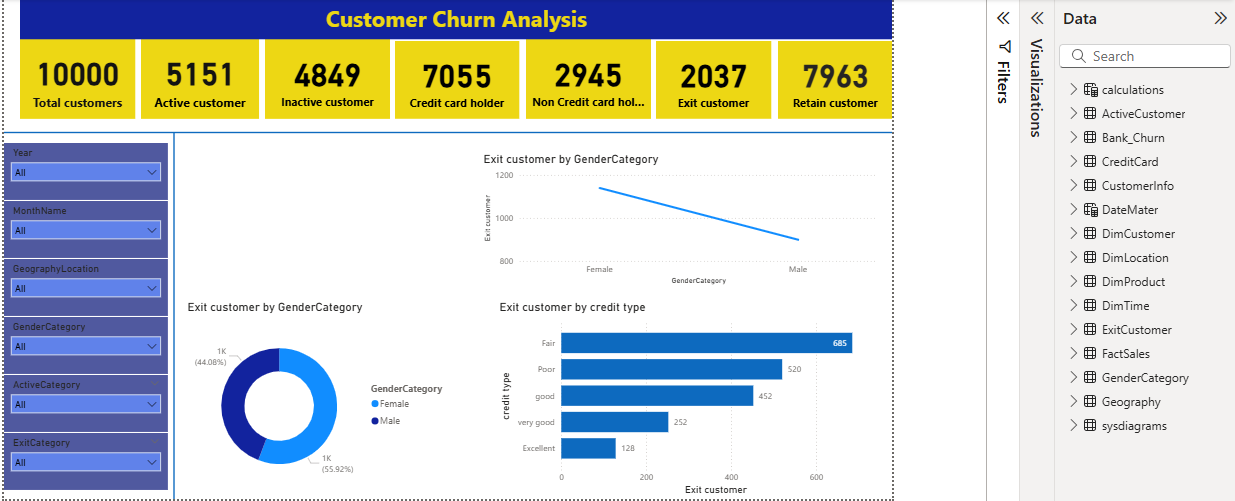 Customer Churn Analysis
10000
Total customers
5151
Active customer
4849
Inactive customer
7055
Credit card holder
2945
Non Credit card hol...
2037
Exit customer
7963
Retain customer
Year
All
MonthName
All
GeographyLocation
All
GenderCategory
All
ActiveCategory
All
ExitCategory
All
Exit customer by GenderCategory
1200
1000
800
Exit customer
Female
Male
GenderCategory
Exit customer by GenderCategory
1K
(44.08%)
1K
(55.92%)
GenderCategory
Female
Male
Exit customer by credit type
credit type
Fair
685
Poor
520
good
452
very good
252
Excellent
128
0
200
400
600
Exit customer
Filters
Visualizations
Data
Search
calculations
ActiveCustomer
Bank_Churn
CreditCard
CustomerInfo
DateMater
DimCustomer
DimLocation
DimProduct
DimTime
ExitCustomer
FactSales
GenderCategory
Geography
sysdiagrams